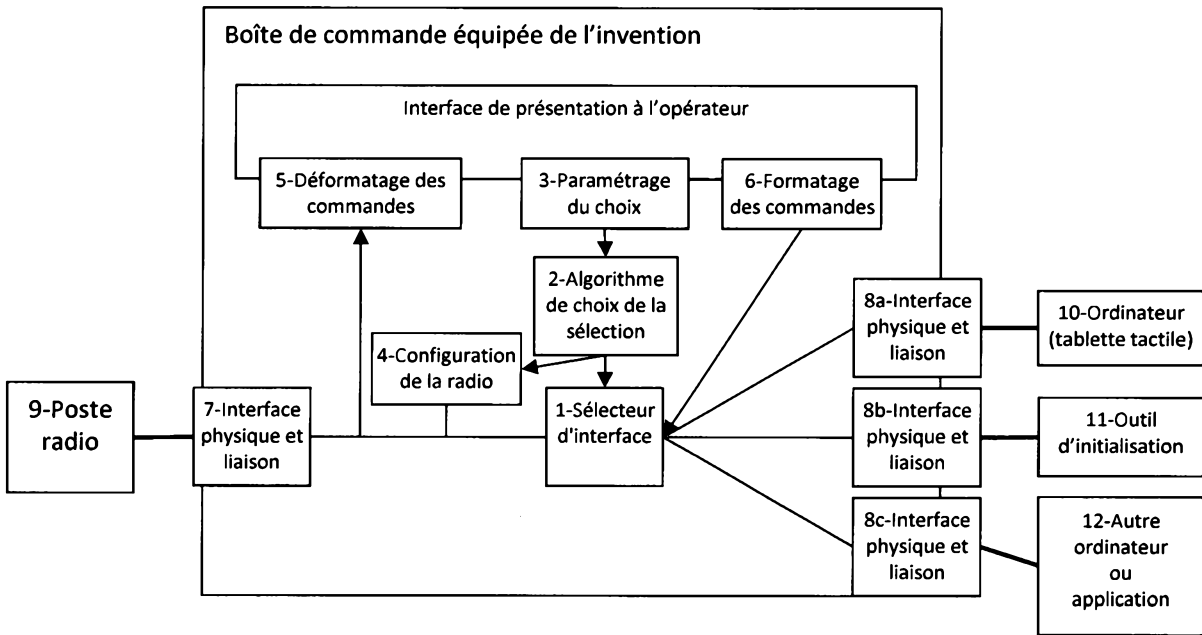 Boîte de commande équipée de l'invention
Interface de présentation à l'opérateur
5-Déformatage des
commandes
3-Paramétrage
du choix
6-Formatage
des commandes
2-Algorithme
de choix de la
sélection
4-Configuration
de la radio
8a-Interface
physique et
liaison
10-Ordinateur
(tablette tactile)
9-Poste
radio
7-Interface
physique et
liaison
1-Sélecteur
d'interface
8b-Interface
physique et
liaison
11-Outil
d'initialisation
8c-Interface
physique et
liaison
12-Autre
ordinateur
ou
application